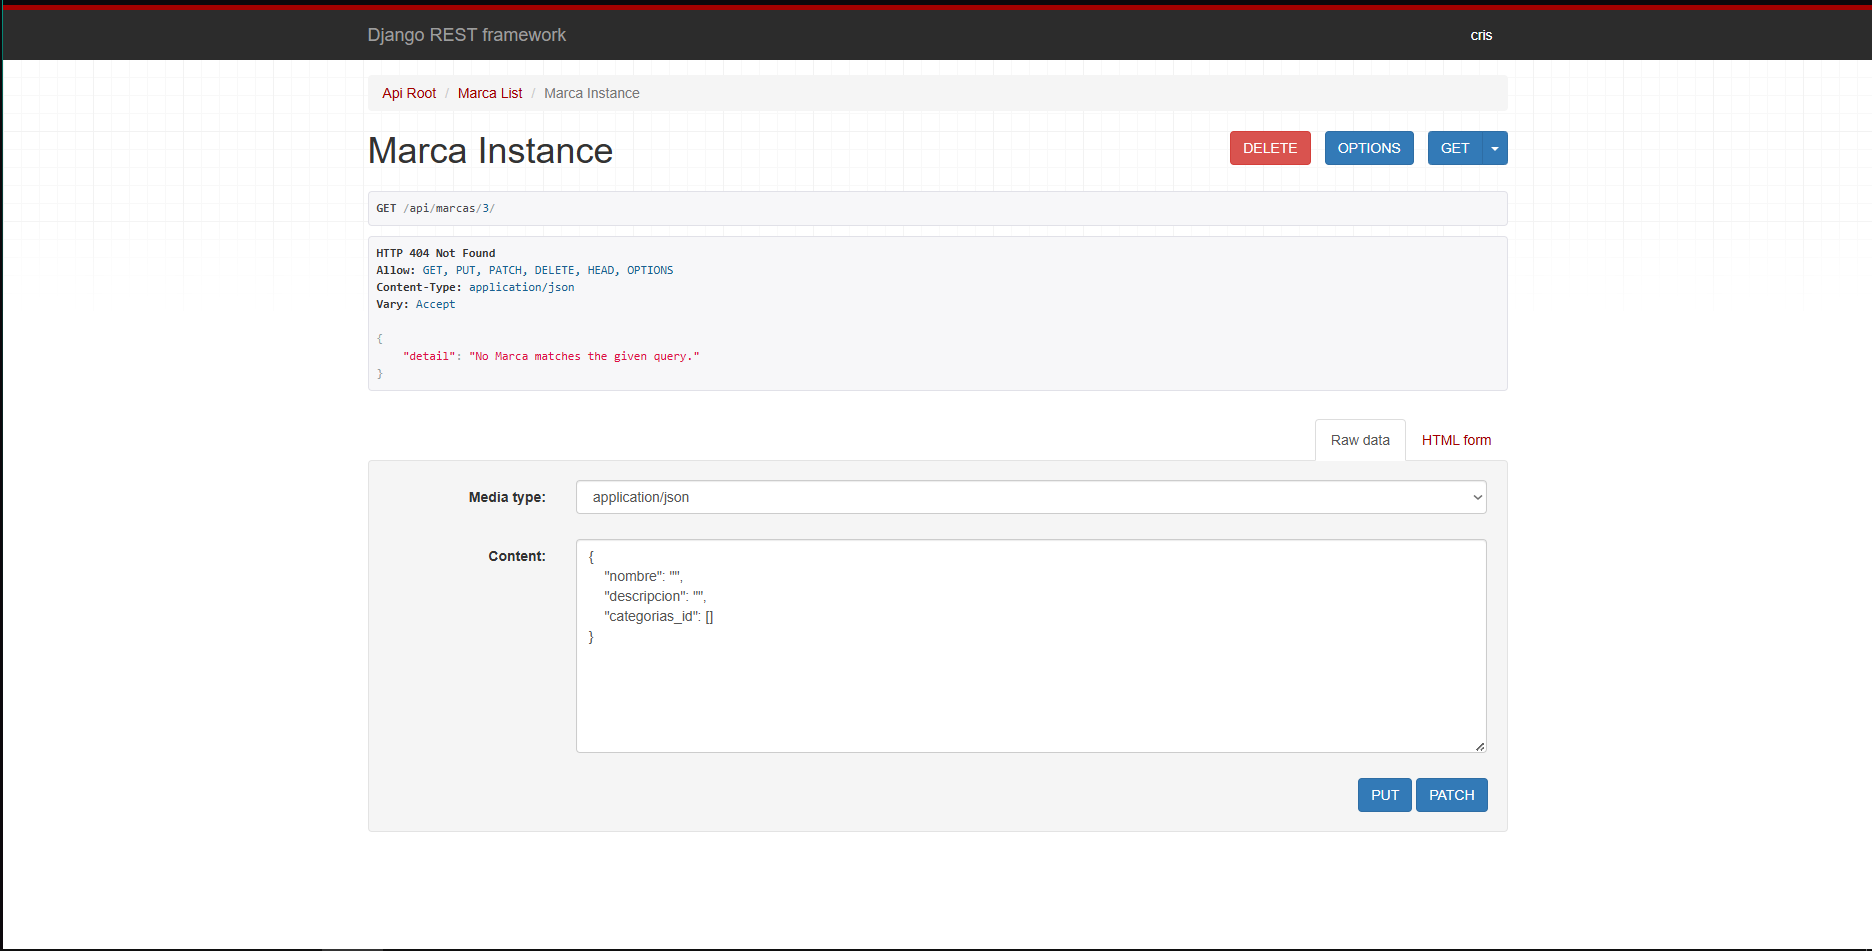 Django REST framework
cris
Api Root / Marca List / Marca Instance
Marca Instance
DELETE
OPTIONS
GET
GET /api/marcas/3/
HTTP 404 Not Found
Allow: GET, PUT, PATCH, DELETE, HEAD, OPTIONS
Content-Type: application/json
Vary: Accept
{
    "detail": "No Marca matches the given query."
}
Raw data
HTML form
Media type:
application/json
Content:
{
    "nombre": "",
    "descripcion": "",
    "categorias_id": []
}
PUT
PATCH